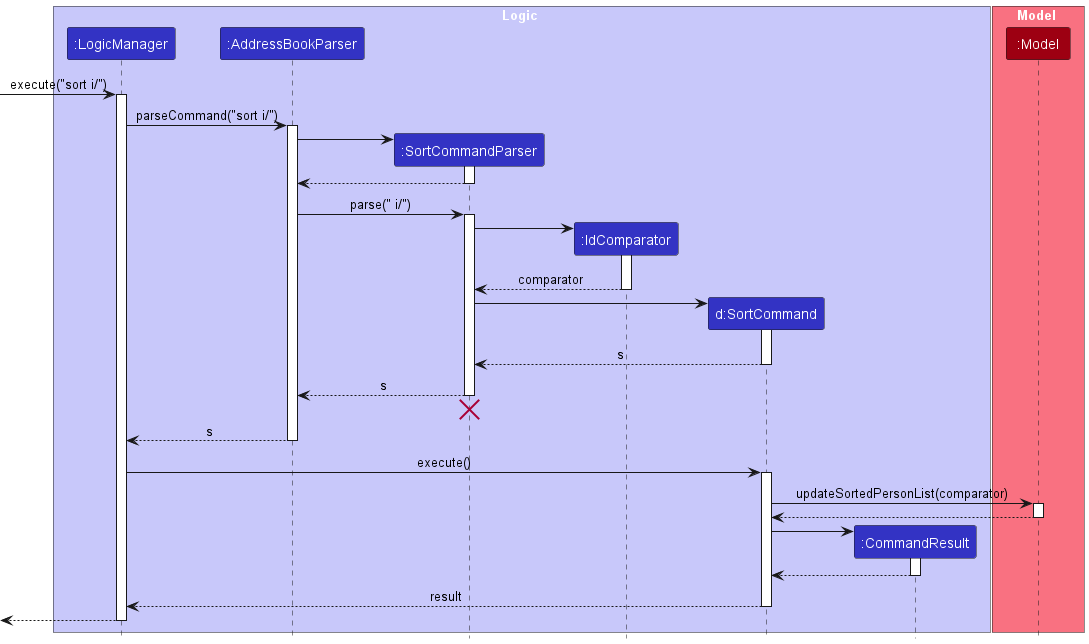 Logic
Model
:LogicManager
:AddressBookParser
:Model
execute("sort i/")
parseCommand("sort i/")
:SortCommandParser
parse(" i/")
:IdComparator
comparator
d:SortCommand
s
s
s
execute()
updateSortedPersonList(comparator)
:CommandResult
result